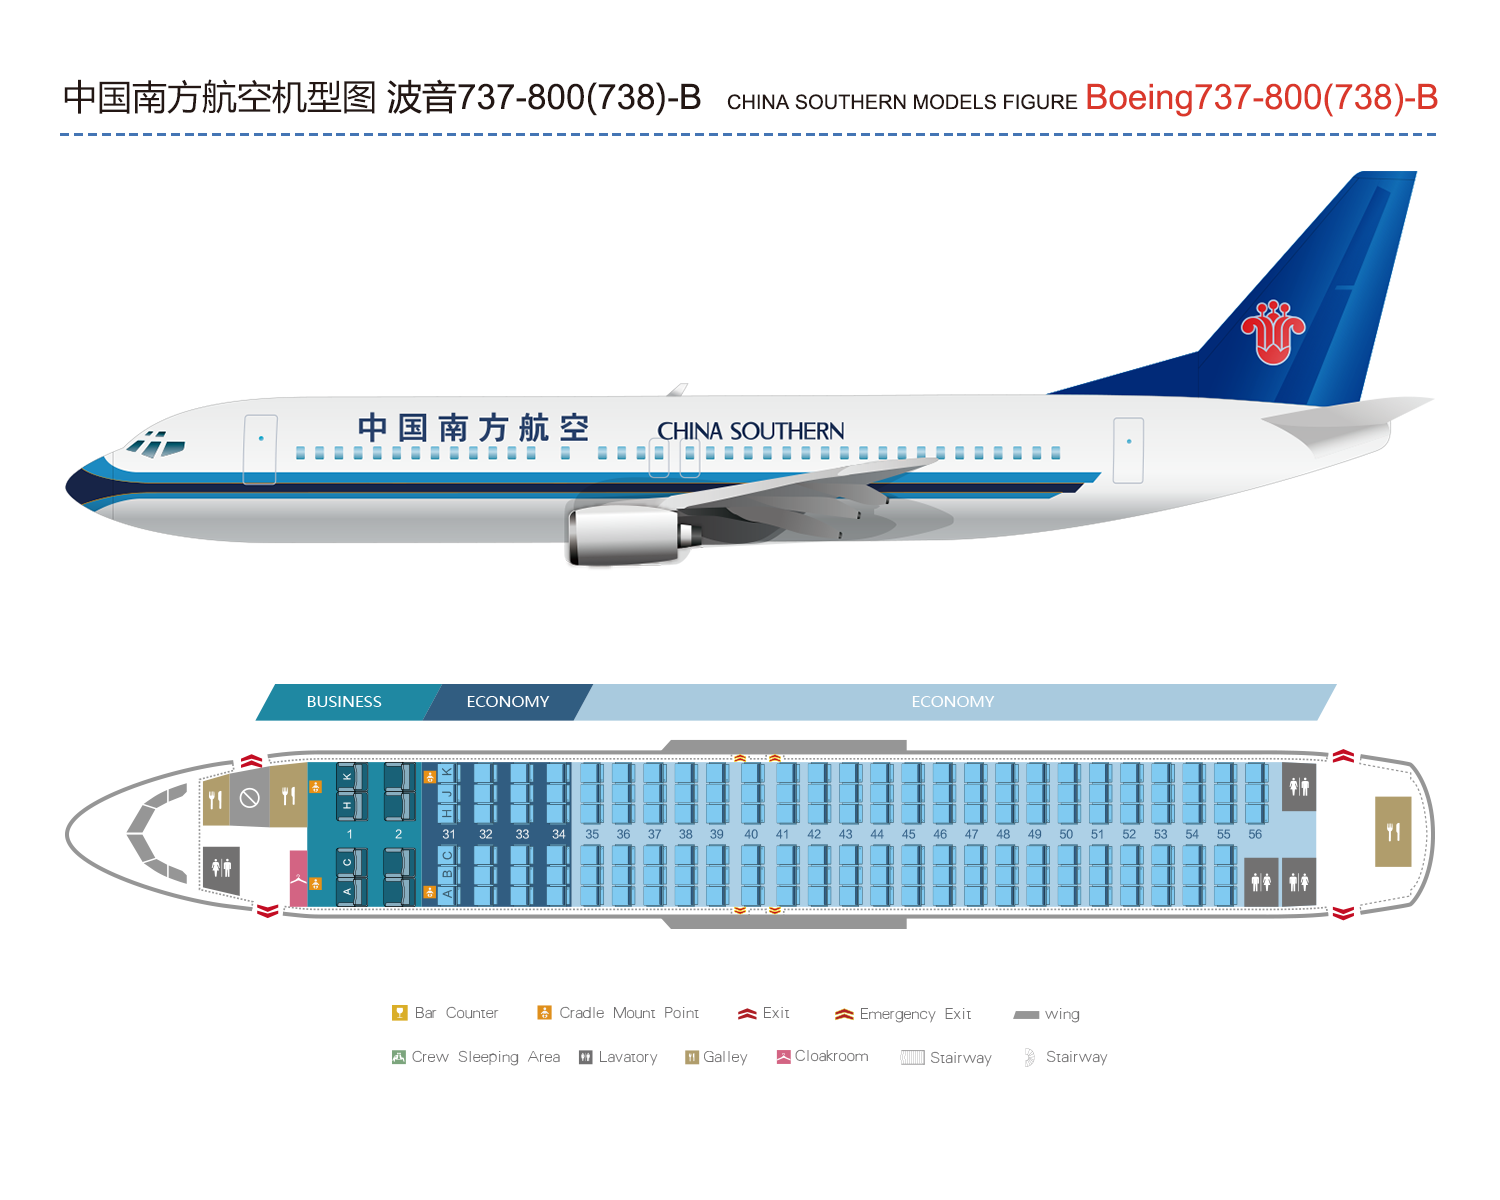 中国南方航空机型图 波音737-800(738)-B CHINA SOUTHERN MODELS FIGURE Boeing737-800(738)-B
中国南方航空 CHINA SOUTHERN
BUSINESS ECONOMY ECONOMY
K K
J
H H
1 2 31 32 33 34 35 36 37 38 39 40 41 42 43 44 45 46 47 48 49 50 51 52 53 54 55 56
C C
B
A A
Bar Counter Cradle Mount Point Exit Emergency Exit wing
Crew Sleeping Area Lavatory Galley Cloakroom Stairway Stairway